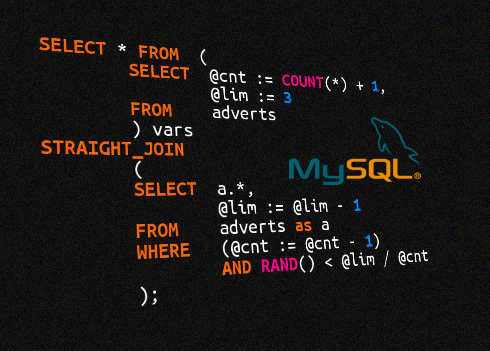 SELECT * FROM (
SELECT @cnt := COUNT(*) + 1,
@lim := 3
FROM adverts
) vars
STRAIGHT_JOIN
(
SELECT a.*,
@lim := @lim - 1
FROM adverts as a
WHERE (@cnt := @cnt - 1)
AND RAND() < @lim / @cnt
);
MySQL®